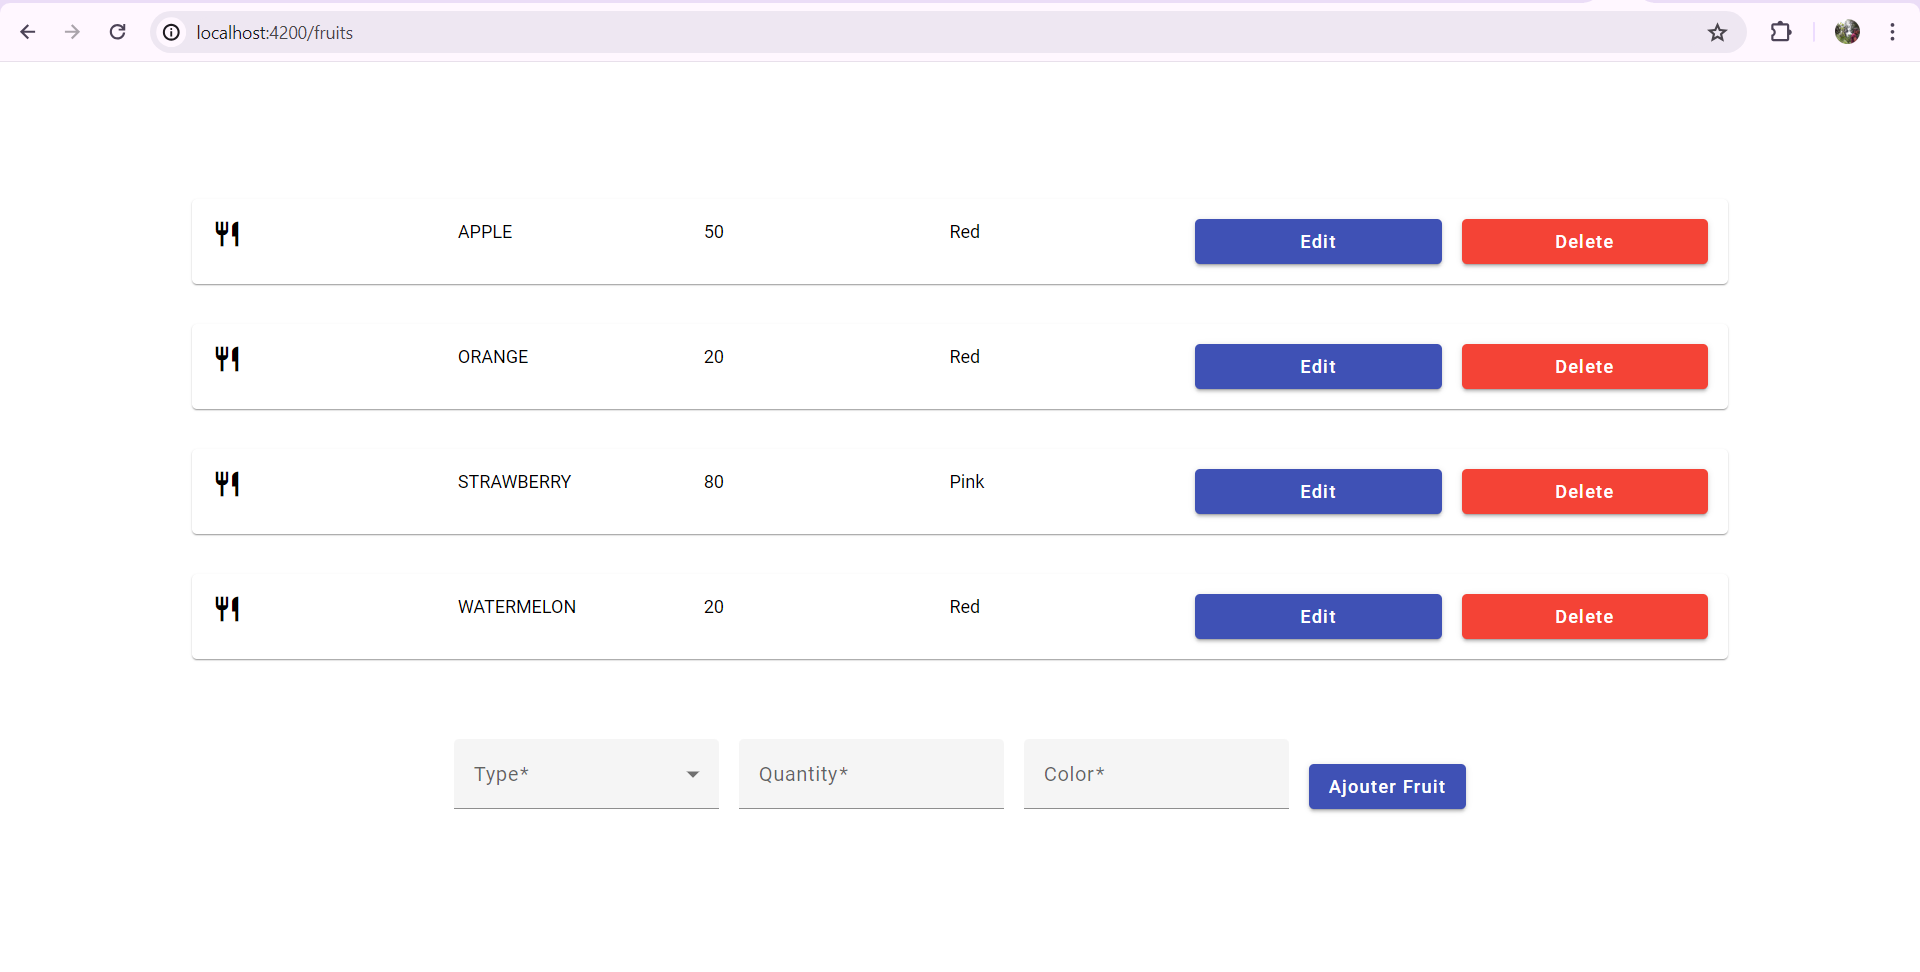 localhost:4200/fruits
APPLE 50 Red Edit Delete
ORANGE 20 Red Edit Delete
STRAWBERRY 80 Pink Edit Delete
WATERMELON 20 Red Edit Delete
Type* Quantity* Color* Ajouter Fruit